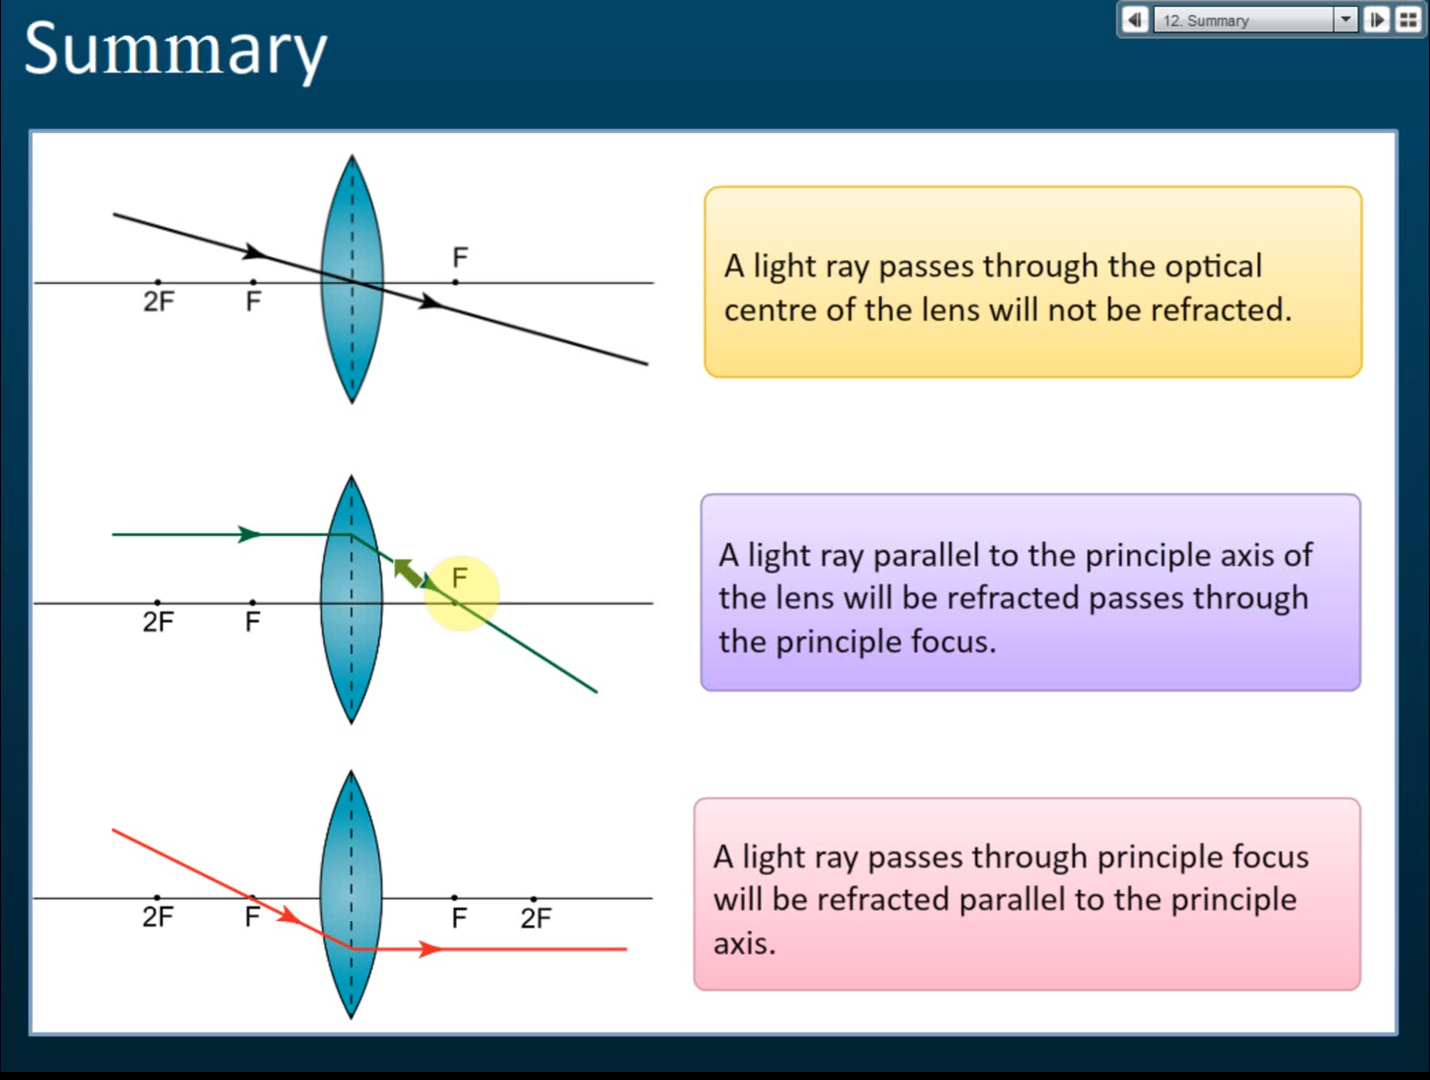 Summary
12. Summary
F
2F
F
A light ray passes through the optical
centre of the lens will not be refracted.
F
2F
F
A light ray parallel to the principle axis of
the lens will be refracted passes through
the principle focus.
2F
F
F
2F
A light ray passes through principle focus
will be refracted parallel to the principle
axis.